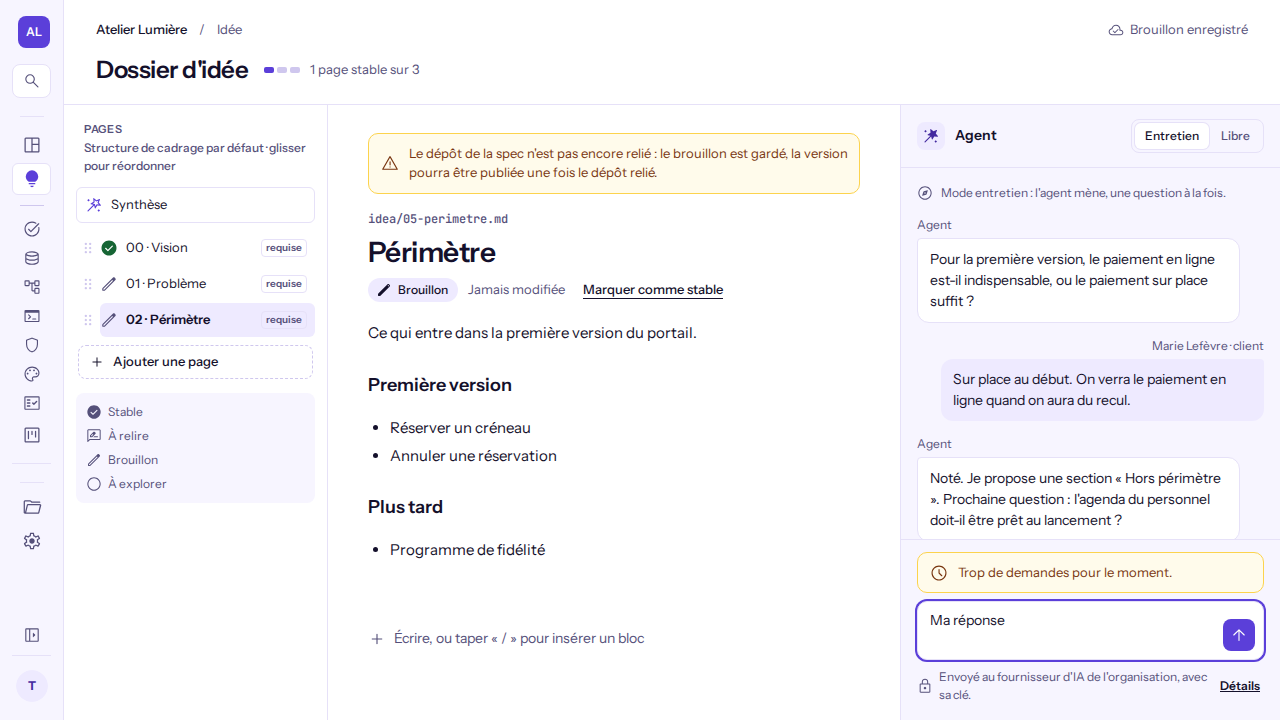 AL
Atelier Lumière / Idée
Brouillon enregistré
Dossier d'idée
1 page stable sur 3
PAGES
Structure de cadrage par défaut · glisser
pour réordonner
Synthèse
00 · Vision requise
01 · Problème requise
02 · Périmètre requise
Ajouter une page
Stable
À relire
Brouillon
À explorer
T
Le dépôt de la spec n'est pas encore relié : le brouillon est gardé, la version
pourra être publiée une fois le dépôt relié.
idea/05-perimetre.md
Périmètre
Brouillon Jamais modifiée Marquer comme stable
Ce qui entre dans la première version du portail.
Première version
• Réserver un créneau
• Annuler une réservation
Plus tard
• Programme de fidélité
Écrire, ou taper « / » pour insérer un bloc
Agent
Entretien Libre
Mode entretien : l'agent mène, une question à la fois.
Agent
Pour la première version, le paiement en ligne
est-il indispensable, ou le paiement sur place
suffit ?
Marie Lefèvre · client
Sur place au début. On verra le paiement en
ligne quand on aura du recul.
Agent
Noté. Je propose une section « Hors périmètre
». Prochaine question : l'agenda du personnel
doit-il être prêt au lancement ?
Trop de demandes pour le moment.
Ma réponse
Envoyé au fournisseur d'IA de l'organisation, avec
sa clé.
Détails